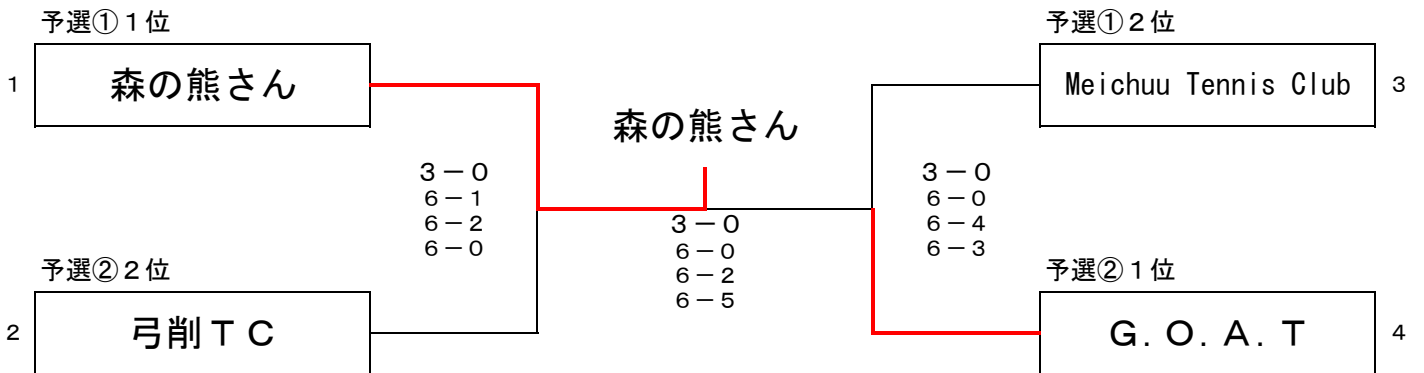 予選①１位
1
森の熊さん
３－０
６－１
６－２
６－０
予選②２位
2
弓削ＴＣ
森の熊さん
３－０
６－０
６－２
６－５
予選①２位
Meichuu Tennis Club
3
３－０
６－０
６－４
６－３
予選②１位
Ｇ．Ｏ．Ａ．Ｔ
4